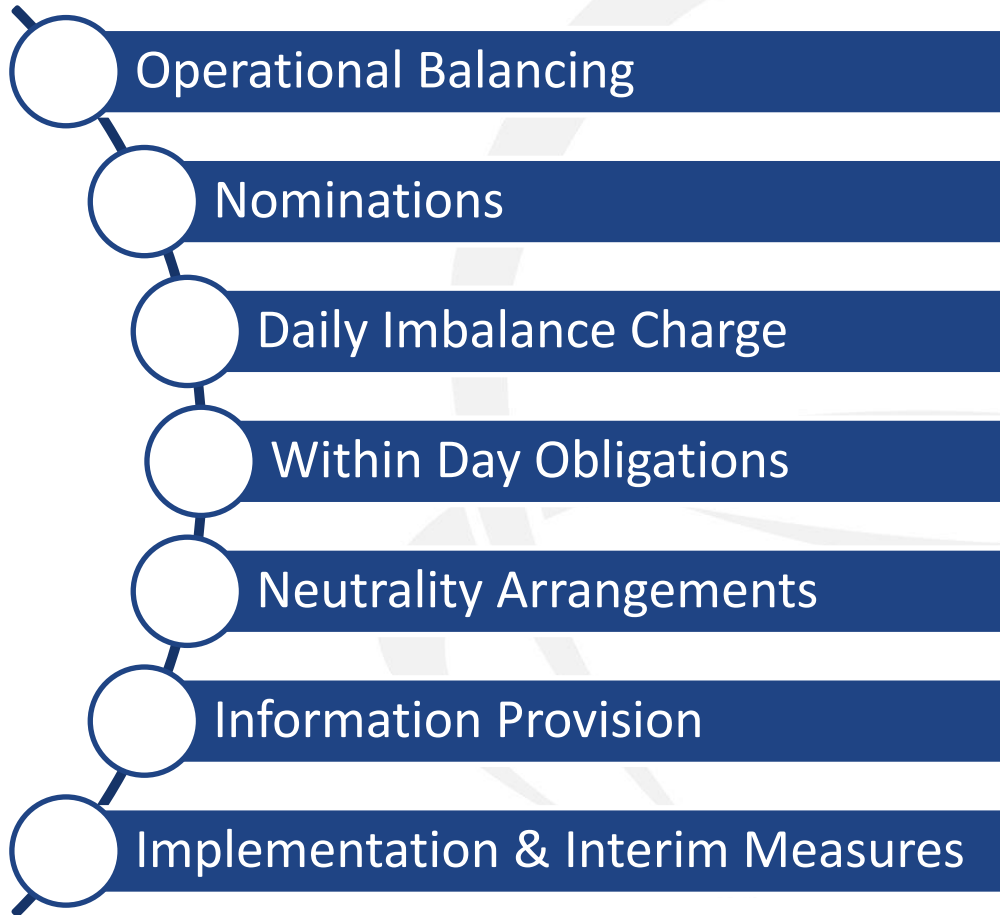 Operational Balancing
Nominations
Daily Imbalance Charge
Within Day Obligations
Neutrality Arrangements
Information Provision
Implementation & Interim Measures